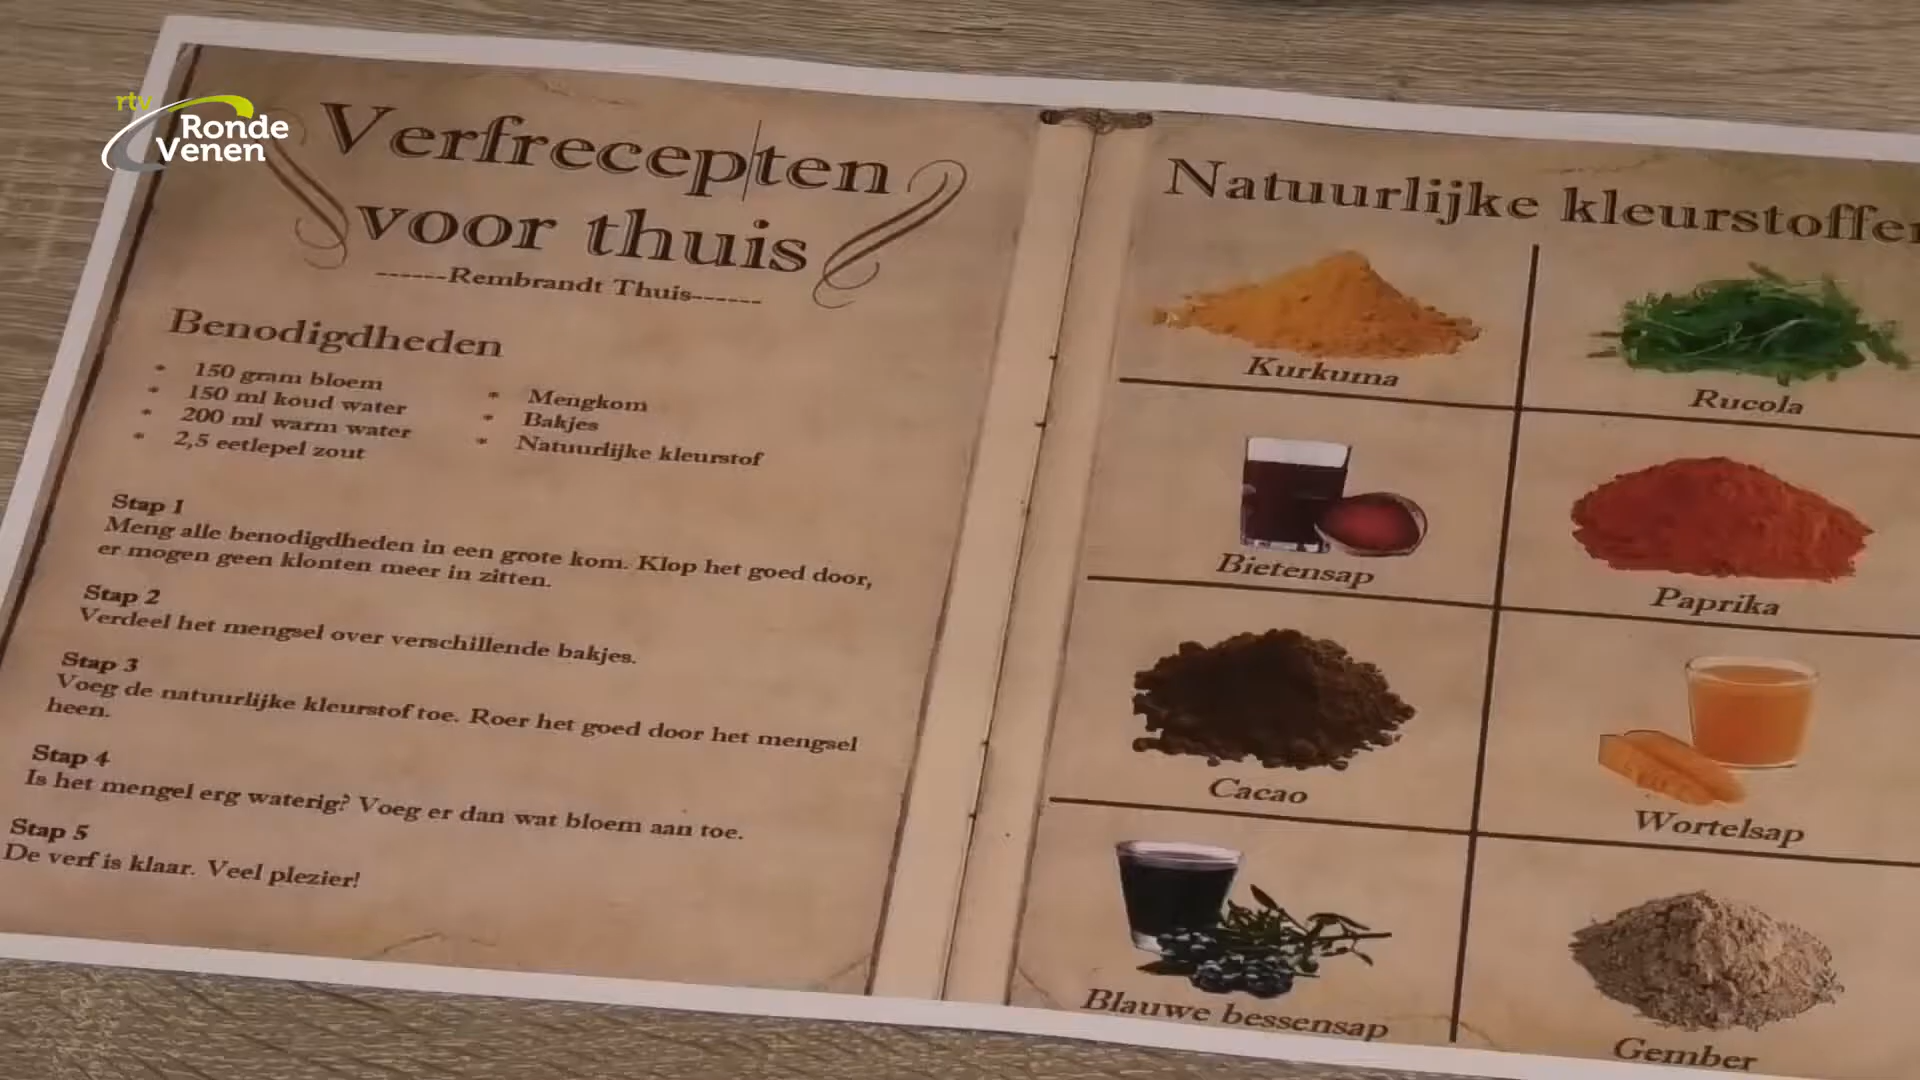 rtv
Ronde
Venen
Verfrecepten
voor thuis
------Rembrandt Thuis------
Benodigdheden
* 150 gram bloem
* 150 ml koud water
* 200 ml warm water
* 2,5 eetlepel zout
* Mengkom
* Bakjes
* Natuurlijke kleurstof
Stap 1
Meng alle benodigdheden in een grote kom. Klop het goed door,
er mogen geen klonten meer in zitten.
Stap 2
Verdeel het mengsel over verschillende bakjes.
Stap 3
Voeg de natuurlijke kleurstof toe. Roer het goed door het mengsel
heen.
Stap 4
Is het mengel erg waterig? Voeg er dan wat bloem aan toe.
Stap 5
De verf is klaar. Veel plezier!
Natuurlijke kleurstoffen
Kurkuma
Rucola
Bietensap
Paprika
Cacao
Wortelsap
Blauwe bessensap
Gember